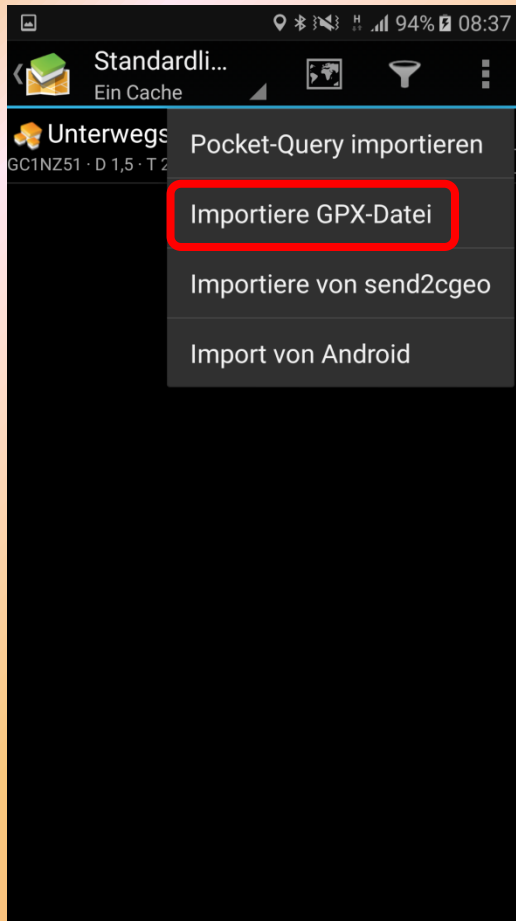 94% 08:37
Standardli...
Ein Cache
Unterwegs
GC1NZ51 · D 1,5 · T 2
Pocket-Query importieren
Importiere GPX-Datei
Importiere von send2cgeo
Import von Android